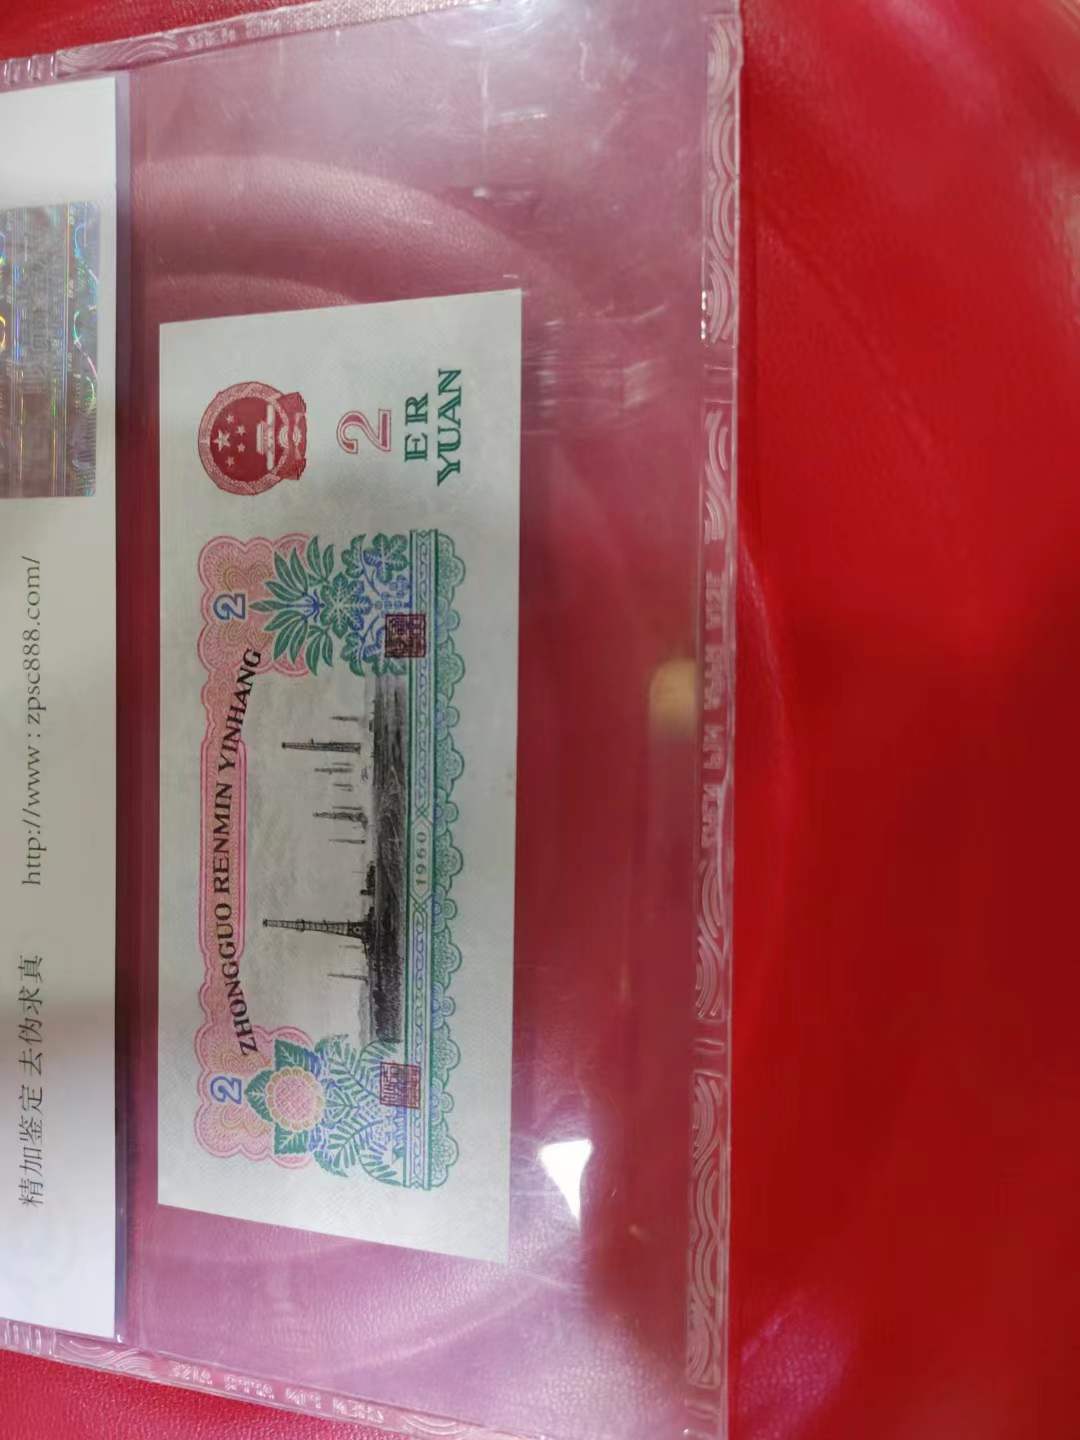 精加鉴定 去伪求真 http://www:zpsc888.com/
ZHONGGUO RENMIN YINHANG
2
2
2
ER
YUAN
1960